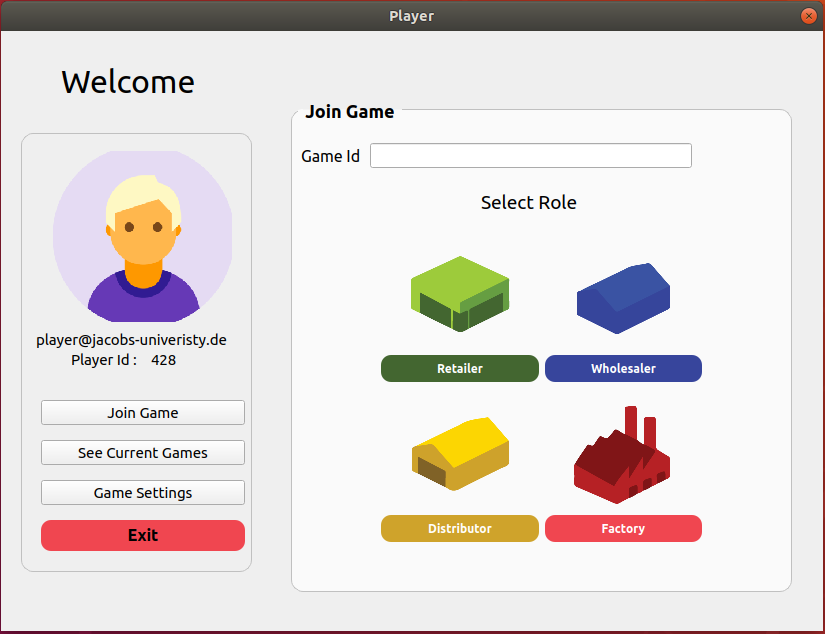 Player
Welcome
player@jacobs-univeristy.de
Player Id : 428
Join Game
See Current Games
Game Settings
Exit
Join Game
Game Id
Select Role
Retailer
Wholesaler
Distributor
Factory